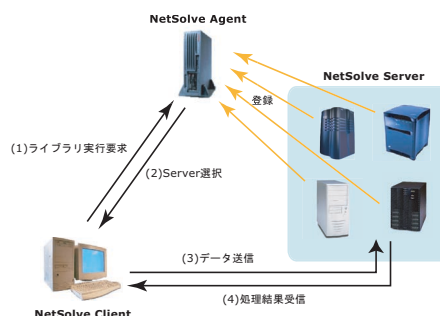 NetSolve Agent
NetSolve Server
登録
(1)ライブラリ実行要求
(2)Server選択
(3)データ送信
(4)処理結果受信
NetSolve Client